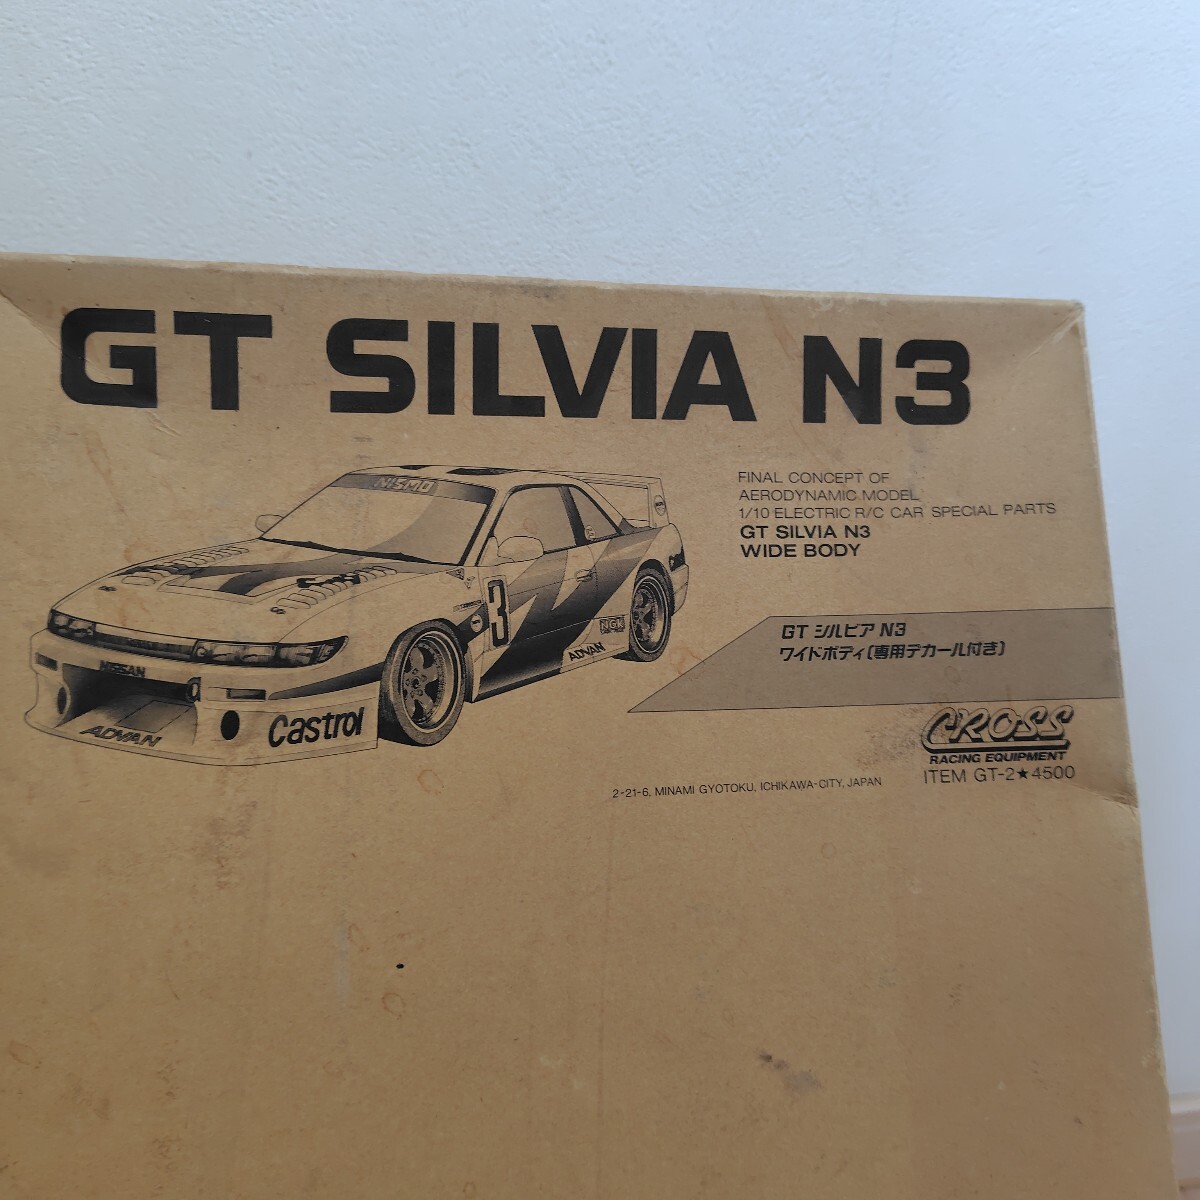 GT SILVIA N3
FINAL CONCEPT OF
AERODYNAMIC MODEL
1/10 ELECTRIC R/C CAR SPECIAL PARTS
GT SILVIA N3
WIDE BODY
NISMO
3
NGK
ADVAN
NISSAN
ADVAN
Castrol
GT シルビア N3
ワイドボディ〔専用デカール付き〕
CROSS
RACING EQUIPMENT
ITEM GT-2★4500
2-21-6, MINAMI GYOTOKU, ICHIKAWA-CITY, JAPAN